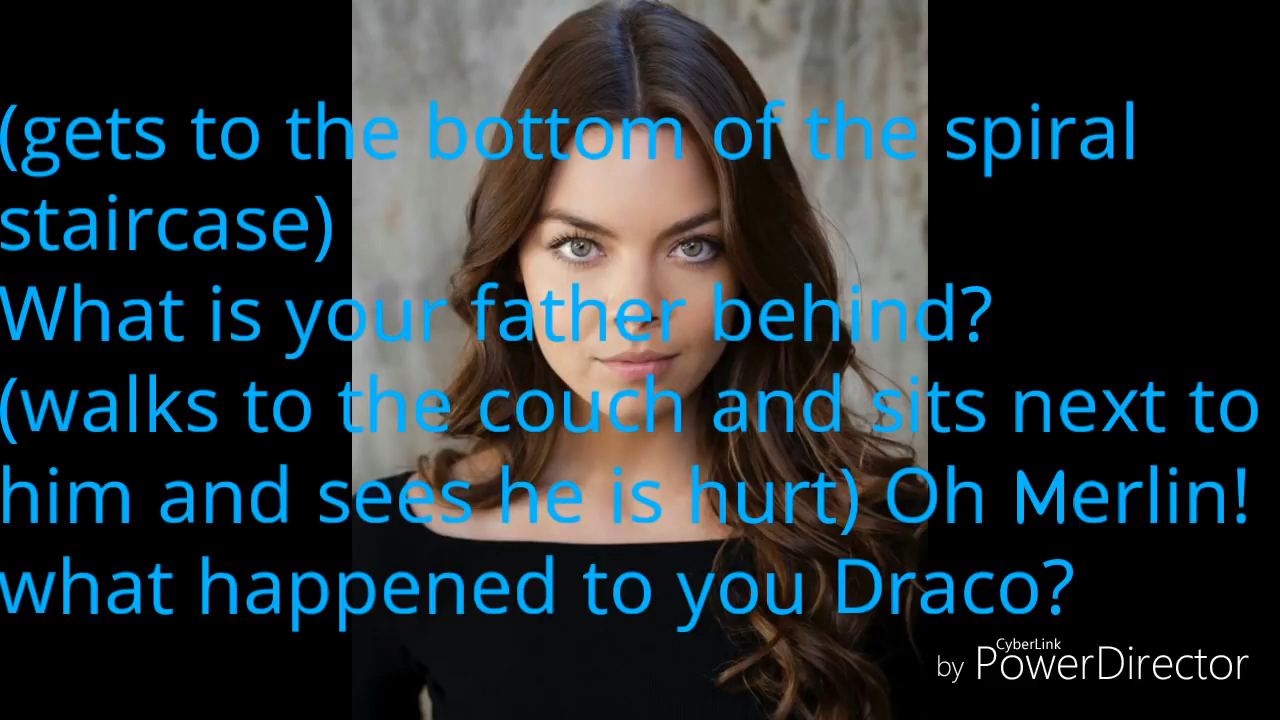 (gets to the bottom of the spiral
staircase)
What is your father behind?
(walks to the couch and sits next to
him and sees he is hurt) Oh Merlin!
what happened to you Draco?
CyberLink
by PowerDirector